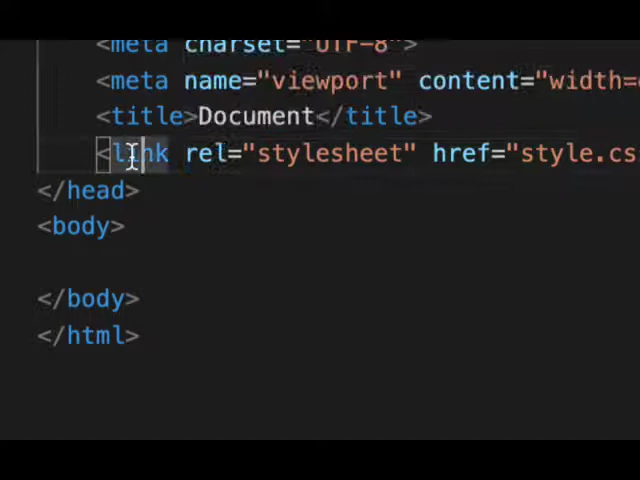 <meta charset="UTF-8">
<meta name="viewport" content="width=
<title>Document</title>
<link rel="stylesheet" href="style.cs
</head>
<body>
</body>
</html>